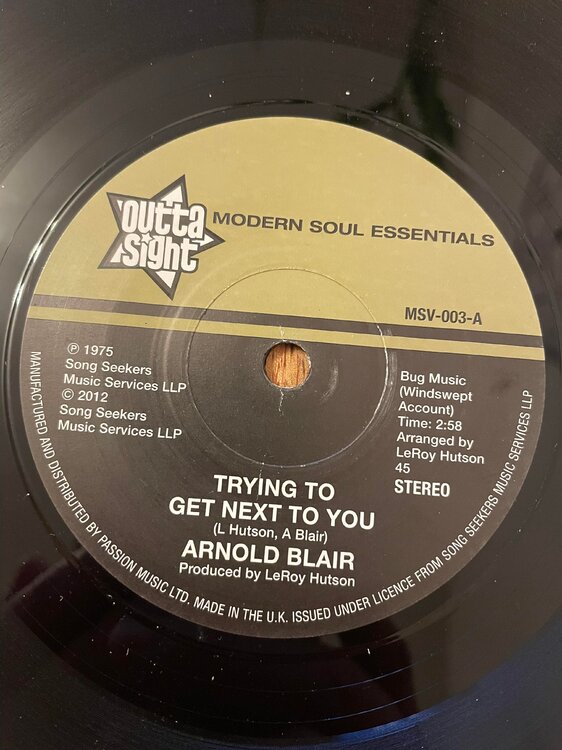 outta
sight
MODERN SOUL ESSENTIALS
MSV-003-A
℗ 1975
Song Seekers
Music Services LLP
© 2012
Song Seekers
Music Services LLP
Bug Music
(Windswept
Account)
Time: 2:58
Arranged by
LeRoy Hutson
45
STEREO
TRYING TO
GET NEXT TO YOU
(L Hutson, A Blair)
ARNOLD BLAIR
Produced by LeRoy Hutson
MANUFACTURED AND DISTRIBUTED BY PASSION MUSIC LTD. MADE IN THE U.K. ISSUED UNDER LICENCE FROM SONG SEEKERS MUSIC SERVICES LLP